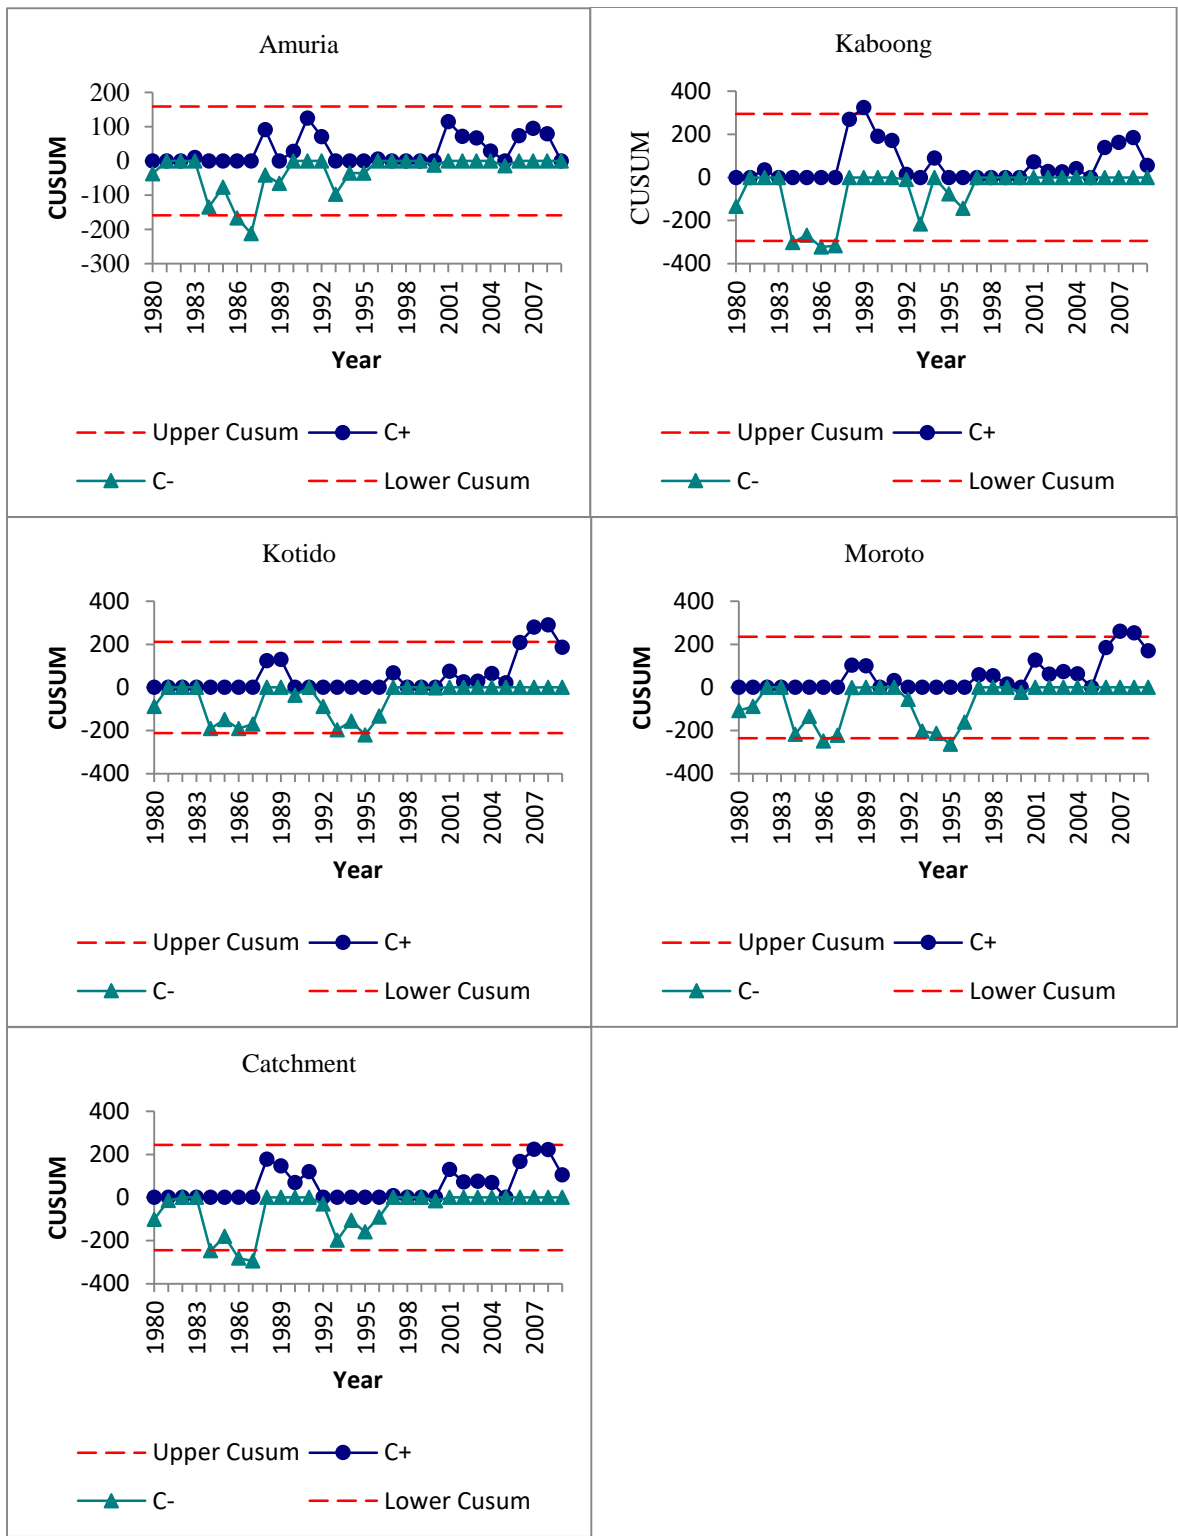 Amuria
200
100
0
-100
-200
-300
CUSUM
1980
1983
1986
1989
1992
1995
1998
2001
2004
2007
Year
Upper Cusum
C+
C-
Lower Cusum
Kaboong
400
200
0
-200
-400
CUSUM
1980
1983
1986
1989
1992
1995
1998
2001
2004
2007
Year
Upper Cusum
C+
C-
Lower Cusum
Kotido
400
200
0
-200
-400
CUSUM
1980
1983
1986
1989
1992
1995
1998
2001
2004
2007
Year
Upper Cusum
C+
C-
Lower Cusum
Moroto
400
200
0
-200
-400
CUSUM
1980
1983
1986
1989
1992
1995
1998
2001
2004
2007
Year
Upper Cusum
C+
C-
Lower Cusum
Catchment
400
200
0
-200
-400
CUSUM
1980
1983
1986
1989
1992
1995
1998
2001
2004
2007
Year
Upper Cusum
C+
C-
Lower Cusum